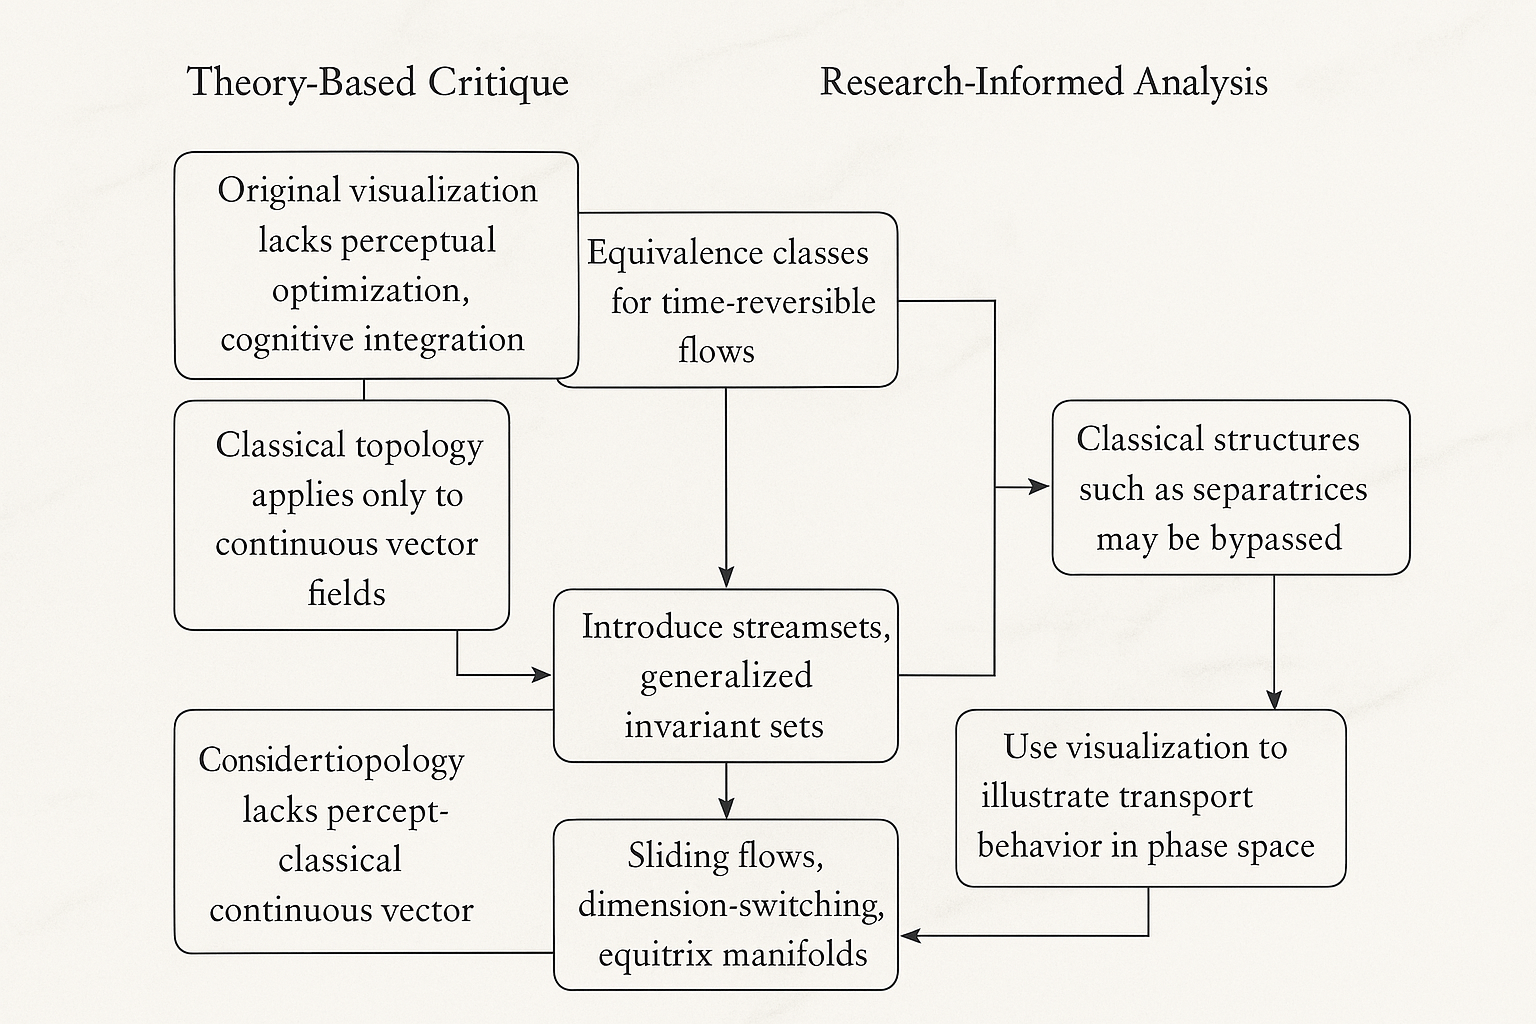 Theory-Based Critique
Research-Informed Analysis
Original visualization
lacks perceptual
optimization,
cognitive integration
Equivalence classes
for time-reversible
flows
Classical topology
applies only to
continuous vector
fields
Classical structures
such as separatrices
may be bypassed
Introduce streamsets,
generalized
invariant sets
Considertiopology
lacks percept-
classical
continuous vector
Use visualization to
illustrate transport
behavior in phase space
Sliding flows,
dimension-switching,
equitrix manifolds